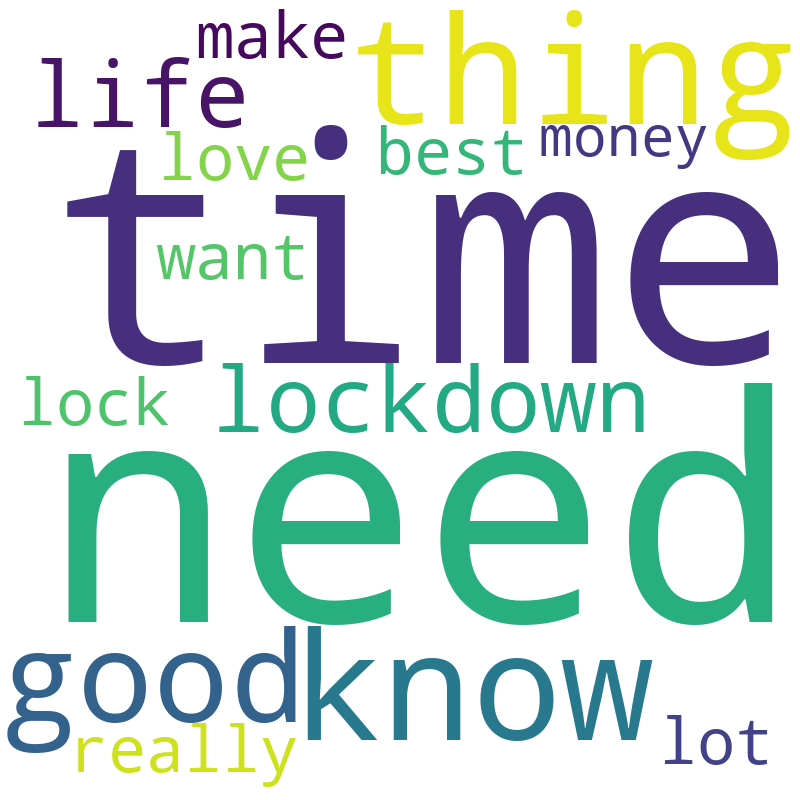 make
thing
life
love
best
money
time
want
lock
lockdown
need
good
know
really
lot